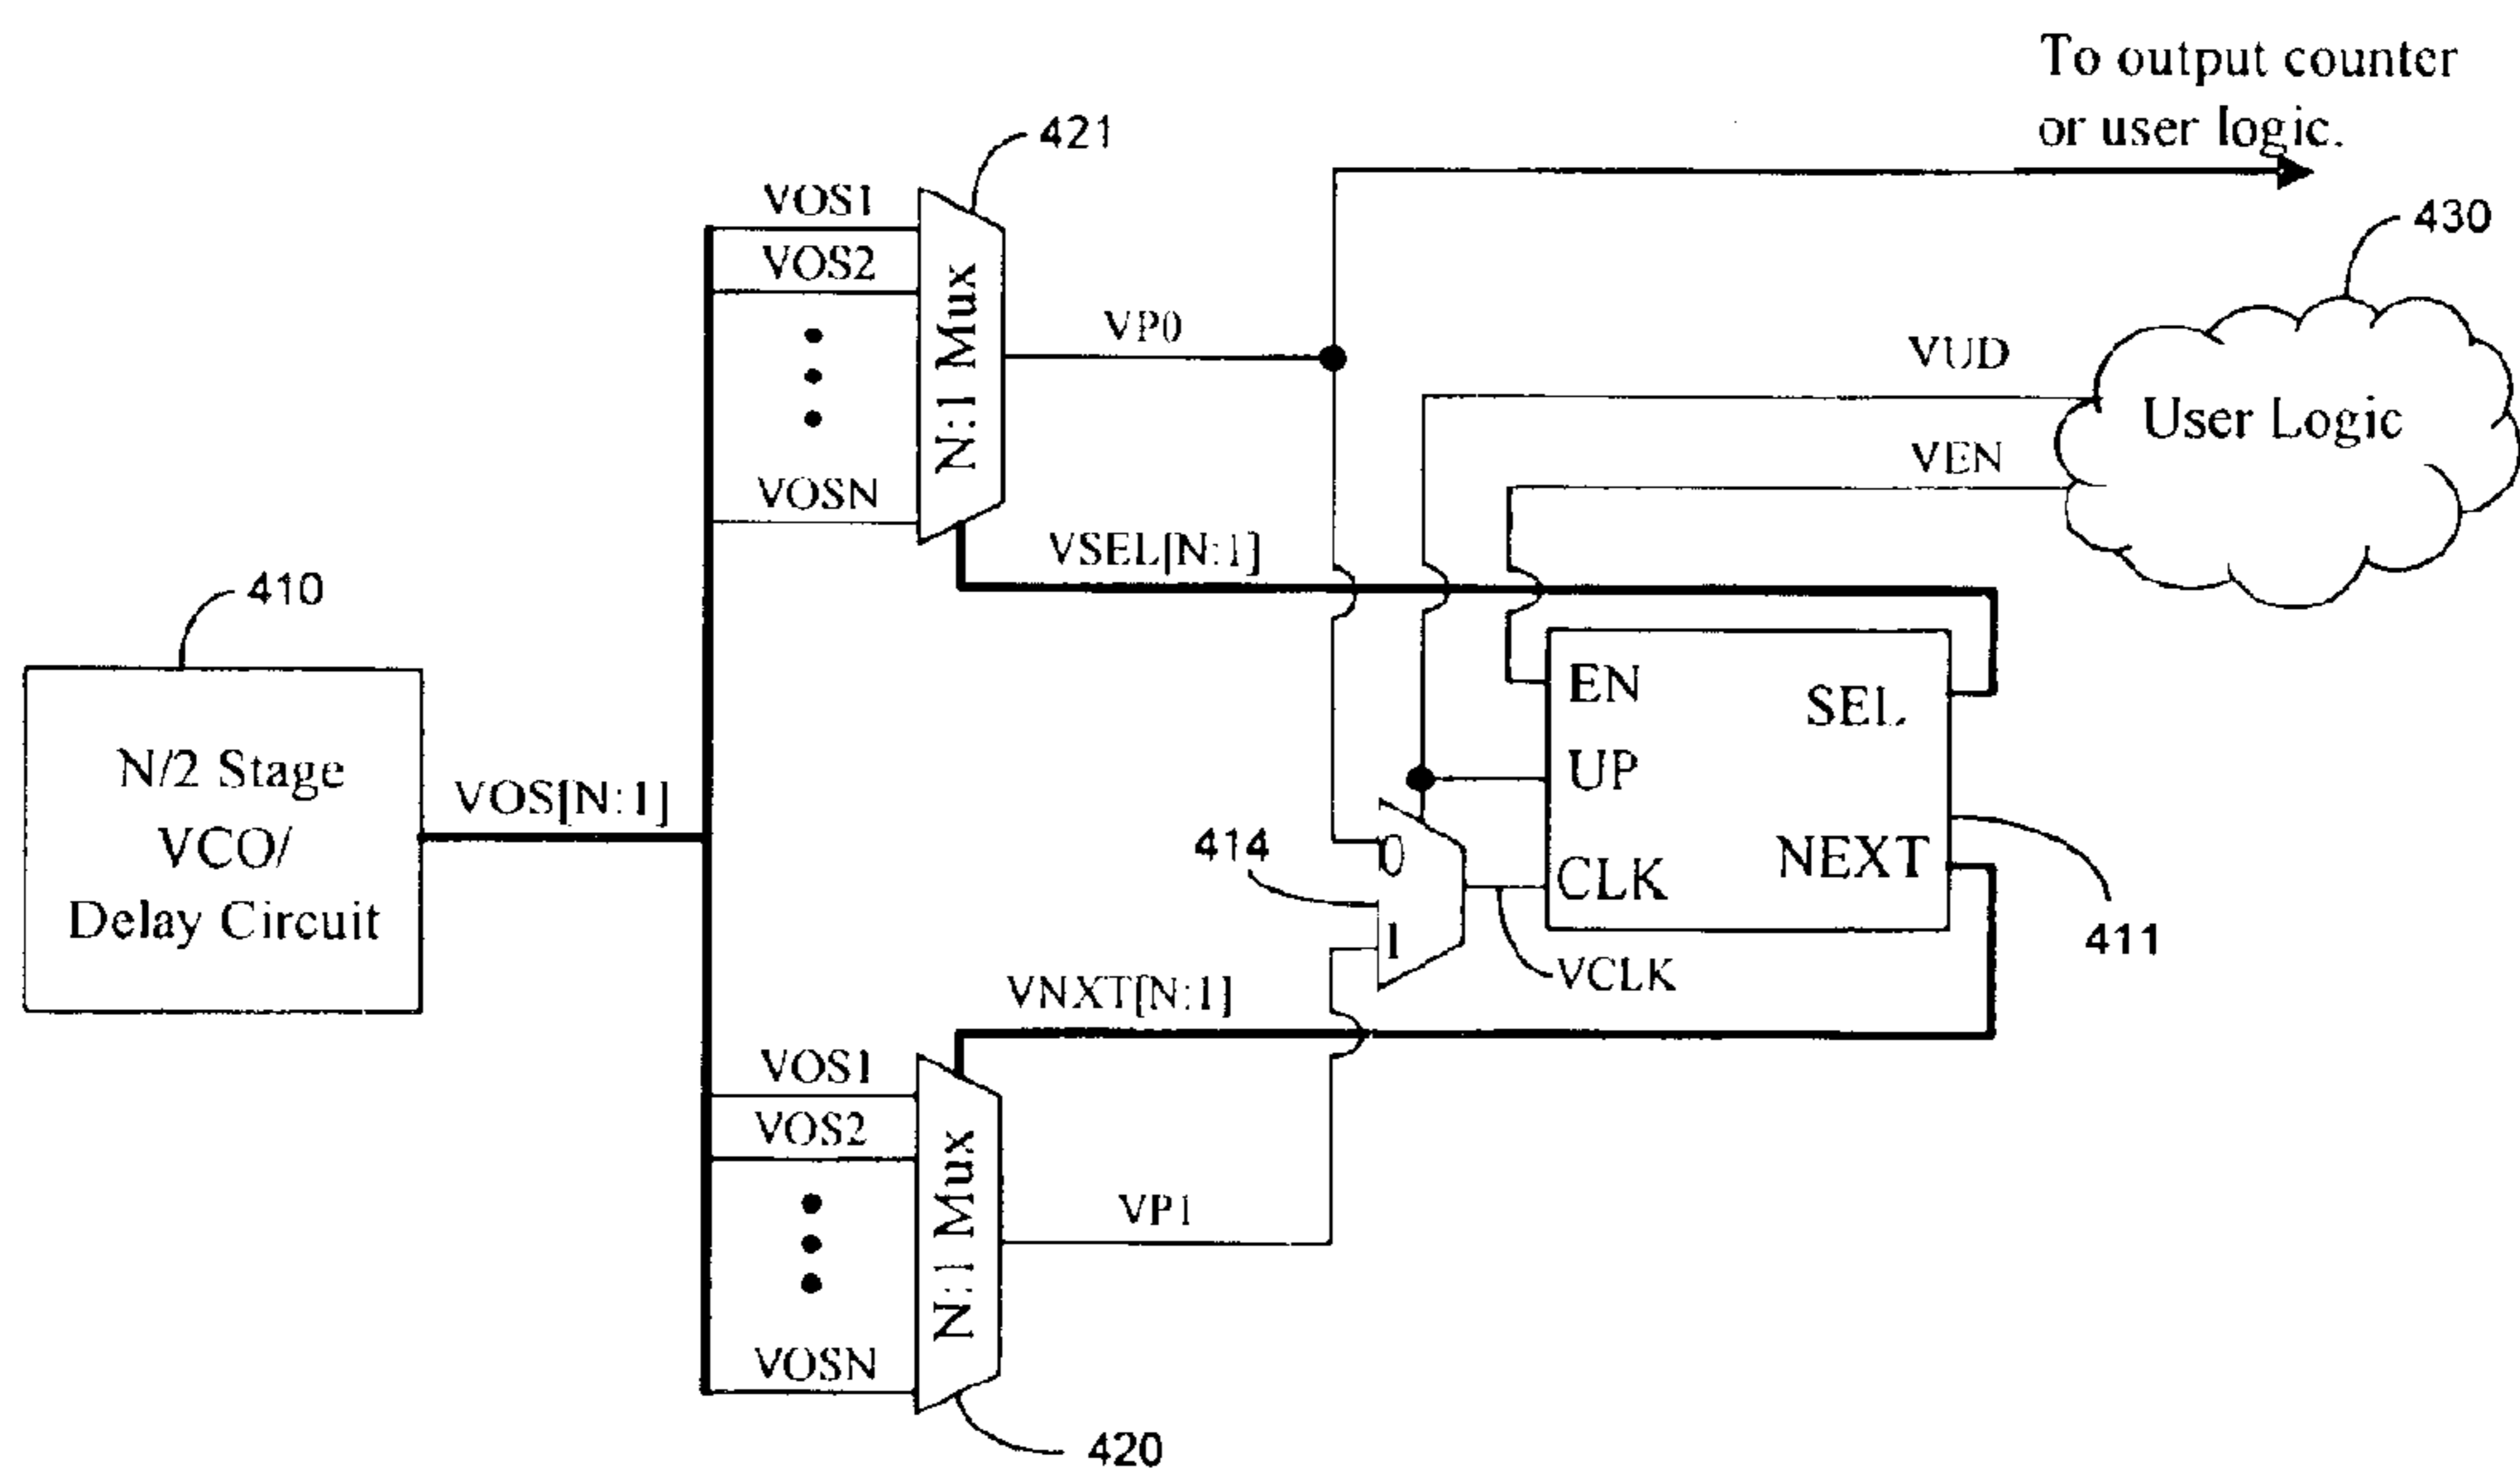 To output counter
or user logic.
421
430
VOS1
VOS2
VOSN
N:1 Mux
VP0
VUD
VEN
User Logic
VSEL[N:1]
410
N/2 Stage
VCO/
Delay Circuit
VOS[N:1]
EN
UP
CLK
SEL
NEXT
414
0
1
411
VCLK
VNXT[N:1]
VOS1
VOS2
VOSN
N:1 Mux
VP1
420